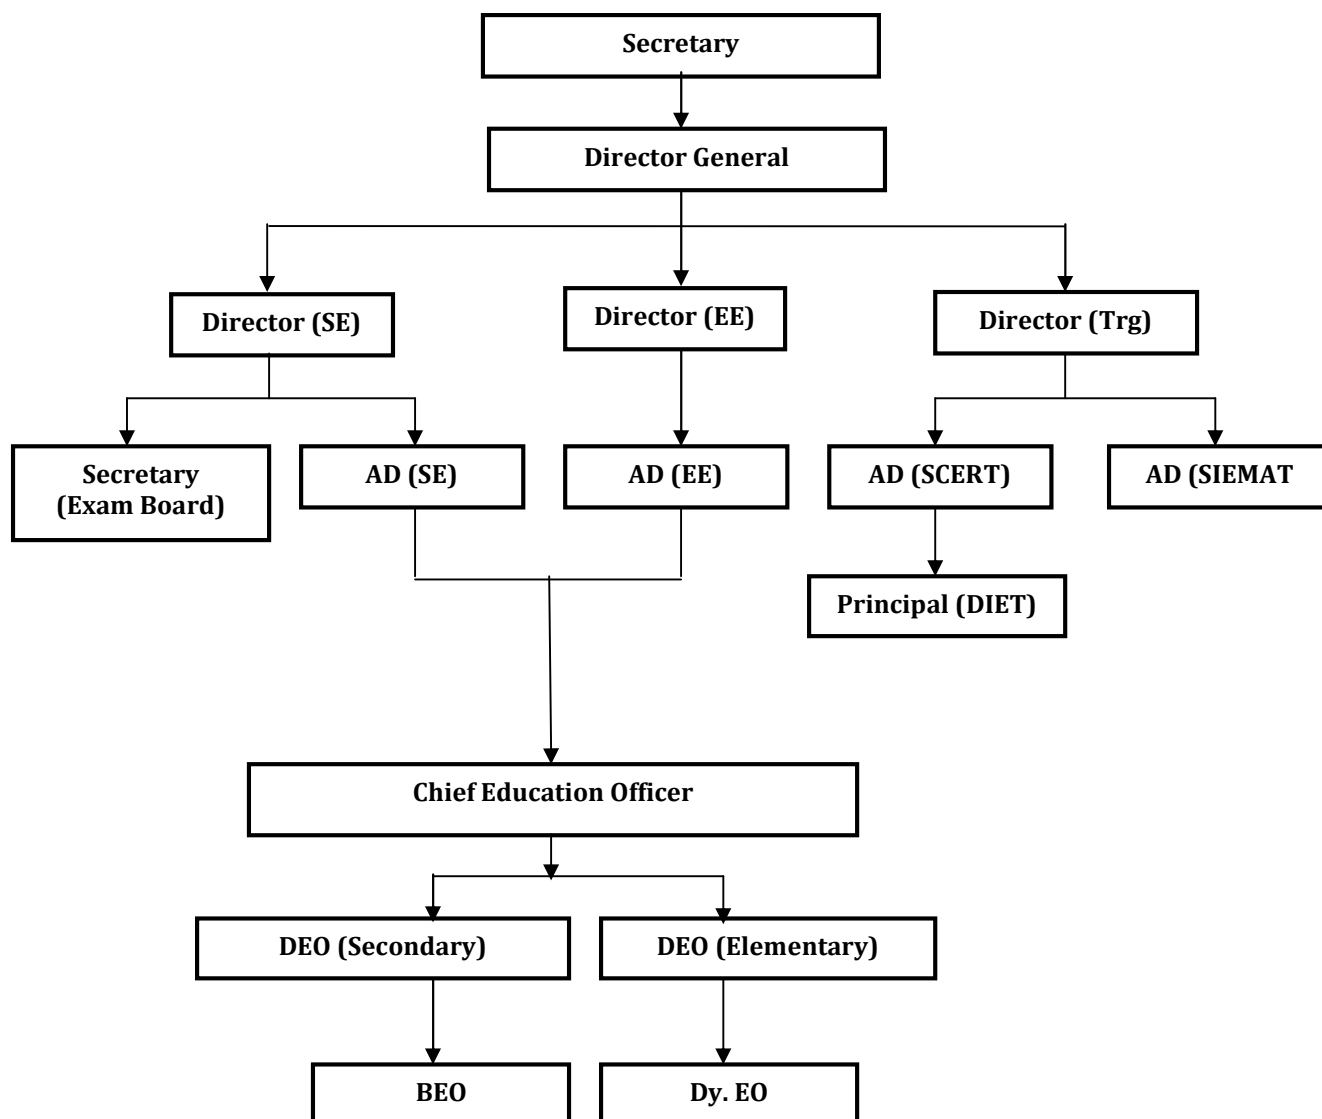 Secretary
Director General
Director (SE)
Director (EE)
Director (Trg)
Secretary
(Exam Board)
AD (SE)
AD (EE)
AD (SCERT)
AD (SIEMAT
Principal (DIET)
Chief Education Officer
DEO (Secondary)
DEO (Elementary)
BEO
Dy. EO